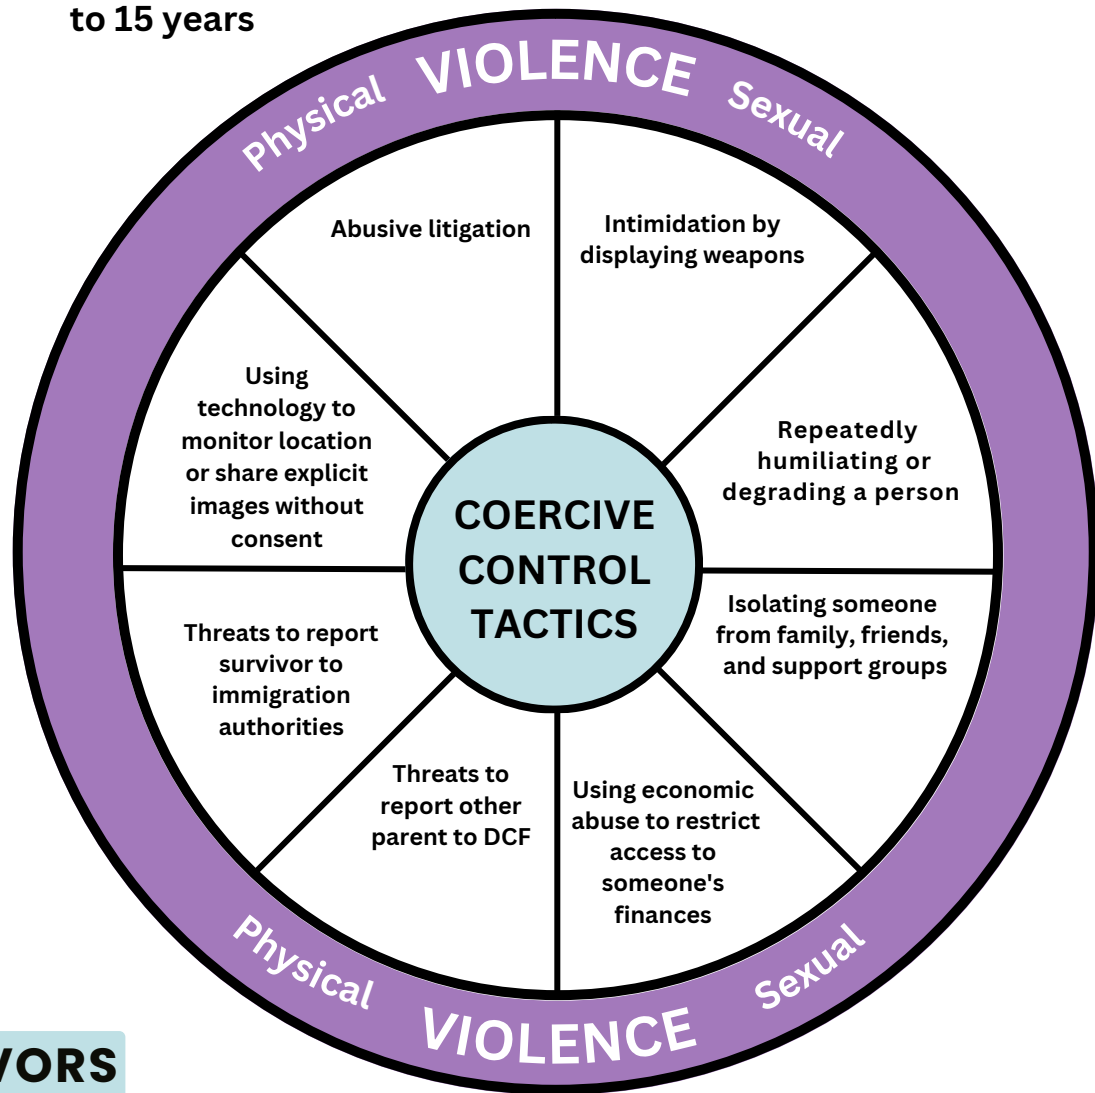 to 15 years
Physical VIOLENCE Sexual
Abusive litigation
Intimidation by
displaying weapons
Using
technology to
monitor location
or share explicit
images without
consent
Repeatedly
humiliating or
degrading a person
COERCIVE
CONTROL
TACTICS
Threats to report
survivor to
immigration
authorities
Isolating someone
from family, friends,
and support groups
Threats to
report other
parent to DCF
Using economic
abuse to restrict
access to
someone's
finances
Physical VIOLENCE Sexual
VORS